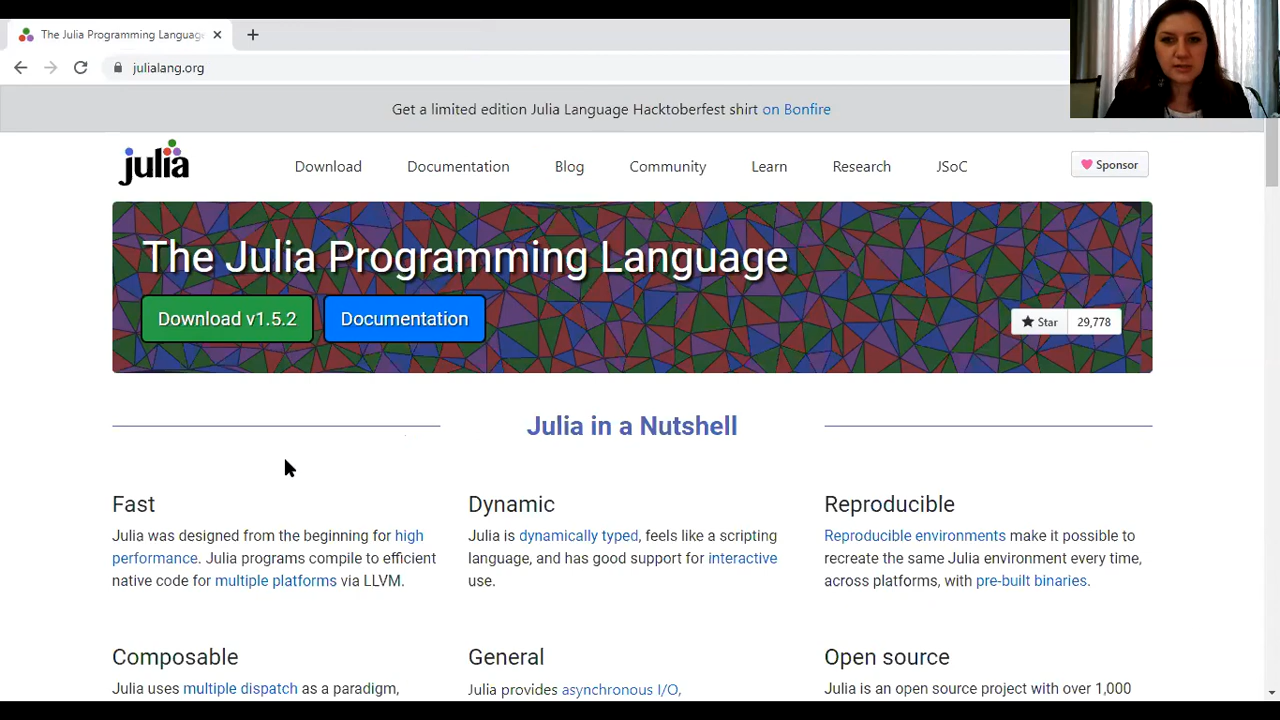 The Julia Programming Language
julialang.org
Get a limited edition Julia Language Hacktoberfest shirt on Bonfire
julia
Download
Documentation
Blog
Community
Learn
Research
JSoC
Sponsor
The Julia Programming Language
Download v1.5.2
Documentation
Star
29,778
Julia in a Nutshell
Fast
Julia was designed from the beginning for high
performance. Julia programs compile to efficient
native code for multiple platforms via LLVM.
Dynamic
Julia is dynamically typed, feels like a scripting
language, and has good support for interactive
use.
Reproducible
Reproducible environments make it possible to
recreate the same Julia environment every time,
across platforms, with pre-built binaries.
Composable
Julia uses multiple dispatch as a paradigm,
General
Julia provides asynchronous I/O,
Open source
Julia is an open source project with over 1,000